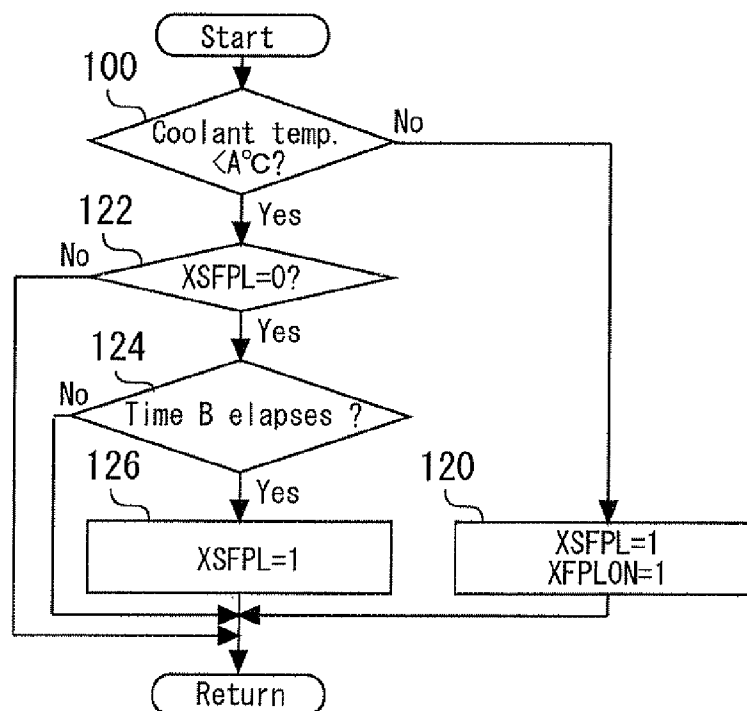 Start
100
Coolant temp.
<A℃?
No
Yes
122
No
XSFPL=0?
Yes
124
No
Time B elapses ?
Yes
126
120
XSFPL=1
XSFPL=1
XFPLON=1
Return